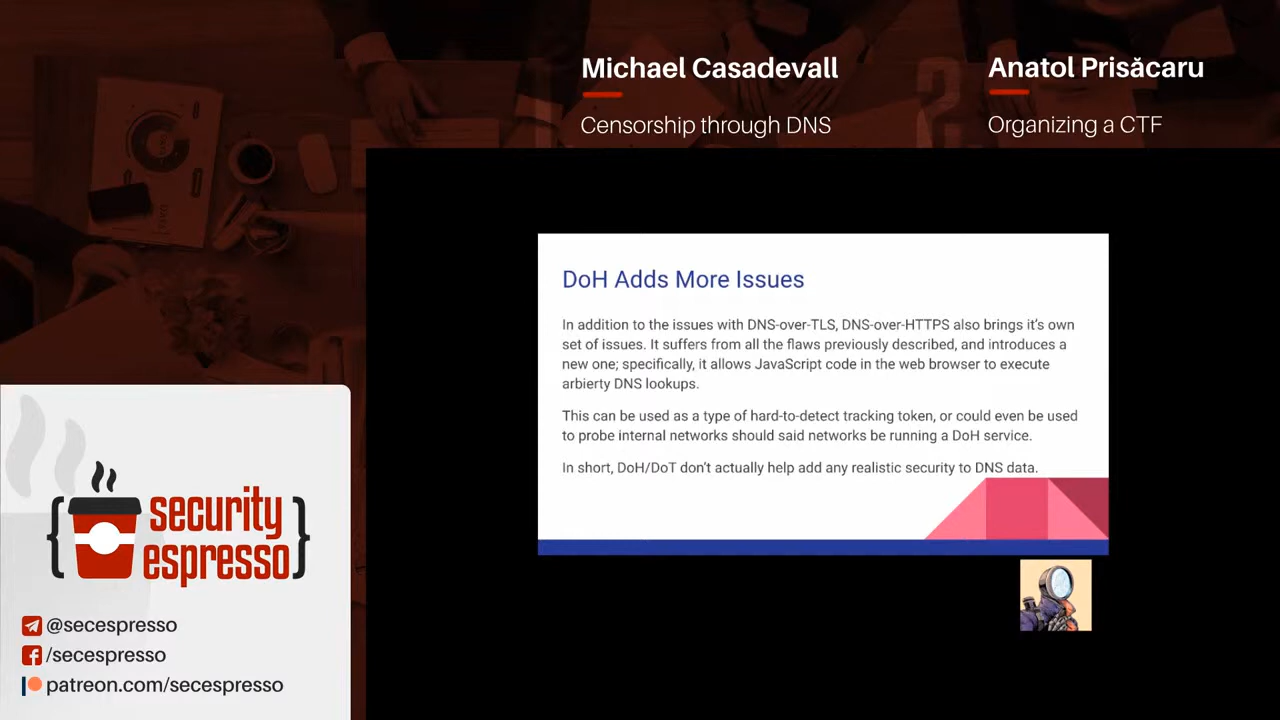 Michael Casadevall
Censorship through DNS
Anatol Prisăcaru
Organizing a CTF
DoH Adds More Issues
In addition to the issues with DNS-over-TLS, DNS-over-HTTPS also brings it's own
set of issues. It suffers from all the flaws previously described, and introduces a
new one; specifically, it allows JavaScript code in the web browser to execute
arbierty DNS lookups.
This can be used as a type of hard-to-detect tracking token, or could even be used
to probe internal networks should said networks be running a DoH service.
In short, DoH/DoT don't actually help add any realistic security to DNS data.
{security
espresso}
@secespresso
/secespresso
patreon.com/secespresso